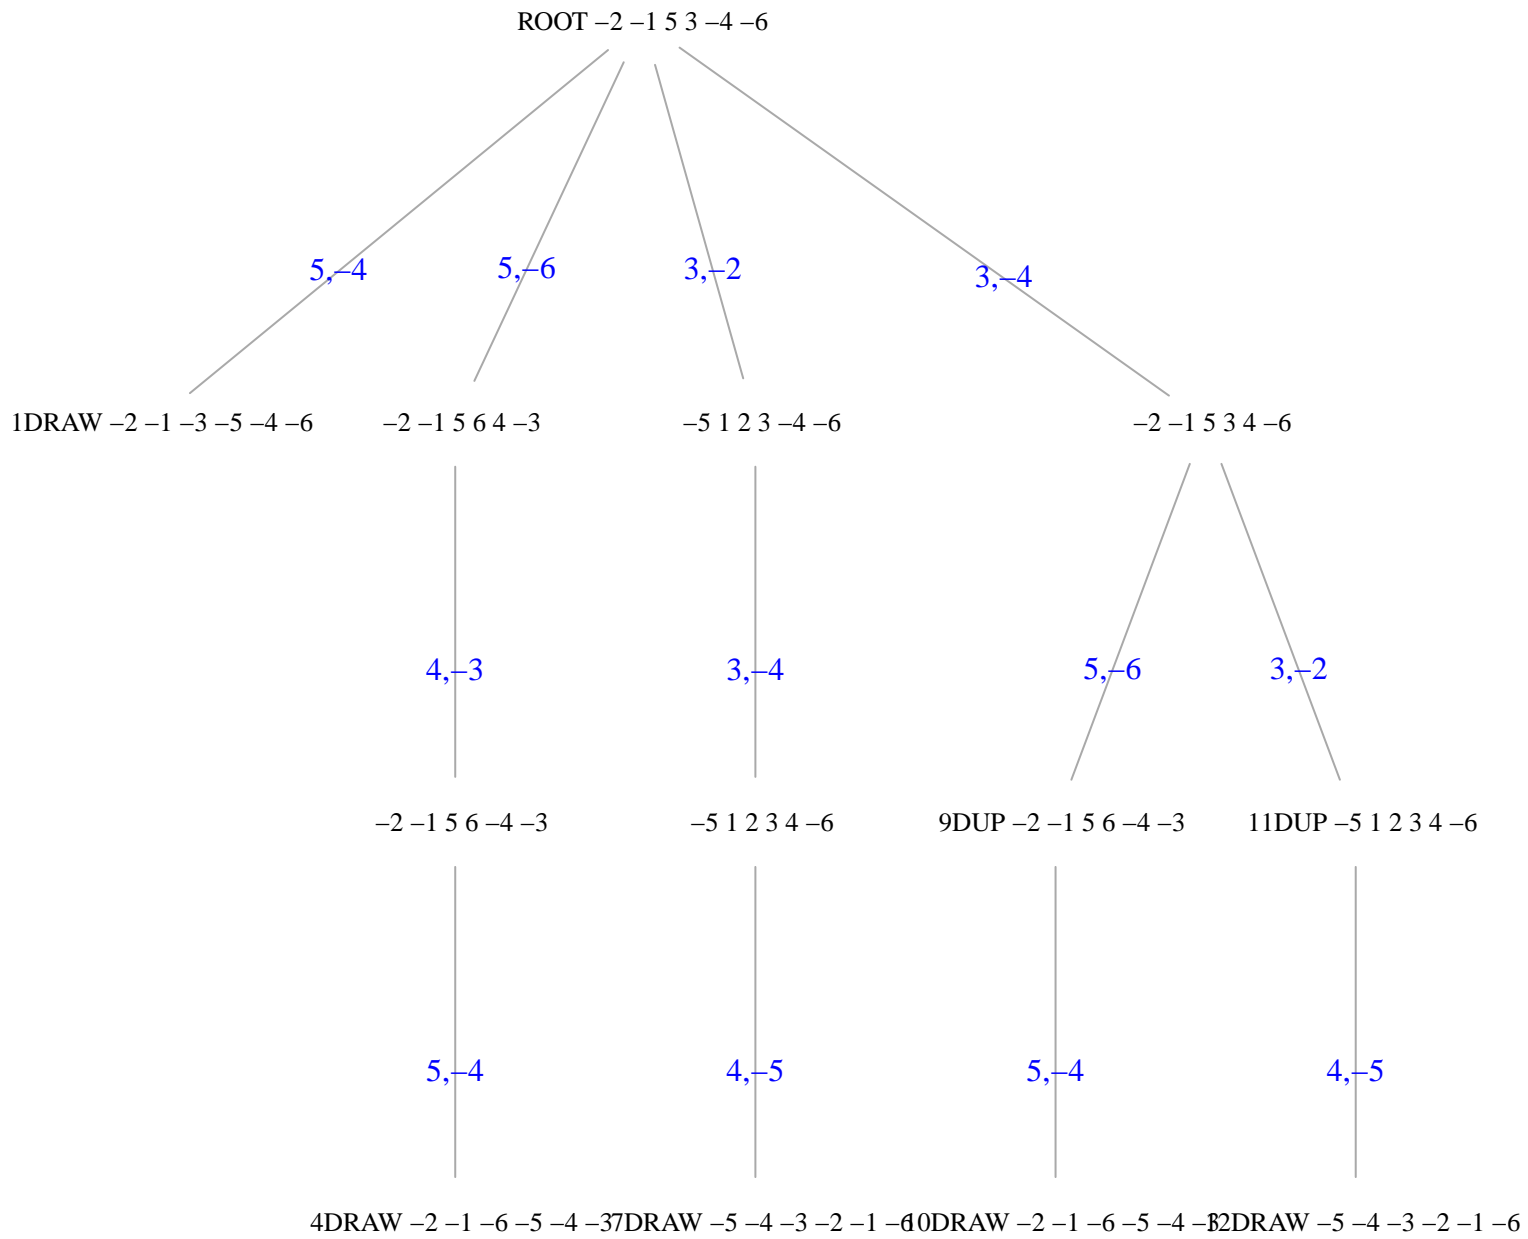 ROOT –2 –1 5 3 –4 –6
5,–4
5,–6
3,–2
3,–4
1DRAW –2 –1 –3 –5 –4 –6
–2 –1 5 6 4 –3
–5 1 2 3 –4 –6
–2 –1 5 3 4 –6
4,–3
3,–4
5,–6
3,–2
–2 –1 5 6 –4 –3
–5 1 2 3 4 –6
9DUP –2 –1 5 6 –4 –3
11DUP –5 1 2 3 4 –6
5,–4
4,–5
5,–4
4,–5
4DRAW –2 –1 –6 –5 –4 –3
7DRAW –5 –4 –3 –2 –1 –6
10DRAW –2 –1 –6 –5 –4 –3
12DRAW –5 –4 –3 –2 –1 –6